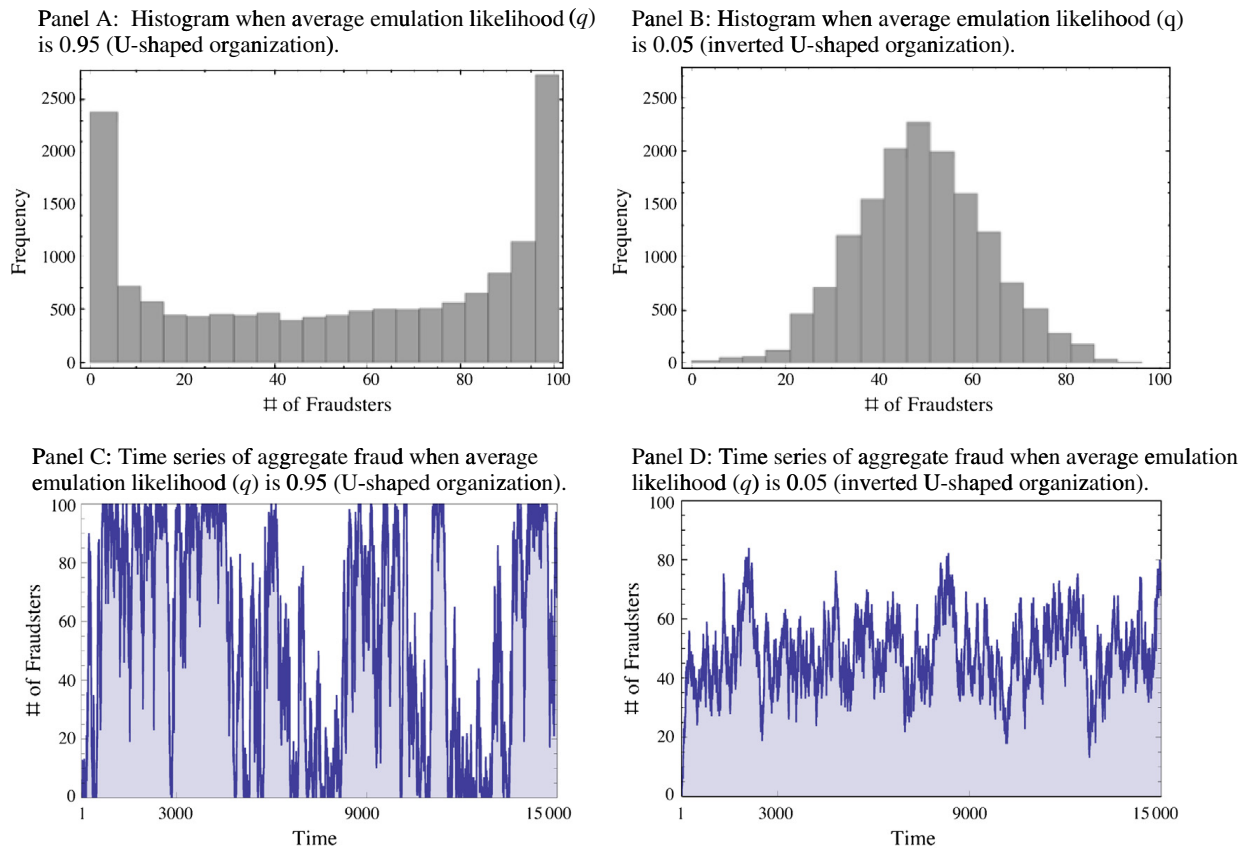 Panel A: Histogram when average emulation likelihood (q)
is 0.95 (U-shaped organization).
Panel B: Histogram when average emulation likelihood (q)
is 0.05 (inverted U-shaped organization).
2500
2000
1500
1000
500
0
Frequency
0 20 40 60 80 100
# of Fraudsters
2500
2000
1500
1000
500
0
Frequency
0 20 40 60 80 100
# of Fraudsters
Panel C: Time series of aggregate fraud when average
emulation likelihood (q) is 0.95 (U-shaped organization).
Panel D: Time series of aggregate fraud when average emulation
likelihood (q) is 0.05 (inverted U-shaped organization).
100
80
60
40
20
0
# of Fraudsters
1 3000 9000 15000
Time
100
80
60
40
20
0
# of Fraudsters
1 3000 9000 15000
Time